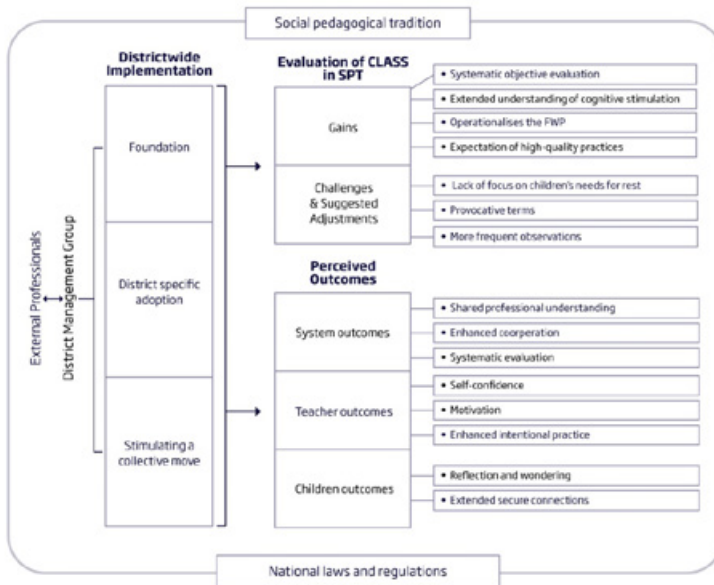 Social pedagogical tradition
Districtwide
Implementation
Foundation
District specific
adoption
Stimulating a
collective move
External Professionals
District Management Group
Evaluation of CLASS
in SPT
Gains
• Systematic objective evaluation
• Extended understanding of cognitive stimulation
• Operationalises the FWP
• Expectation of high-quality practices
Challenges
& Suggested
Adjustments
• Lack of focus on children's needs for rest
• Provocative terms
• More frequent observations
Perceived
Outcomes
System outcomes
• Shared professional understanding
• Enhanced coorperation
• Systematic evaluation
Teacher outcomes
• Self-confidence
• Motivation
• Enhanced intentional practice
Children outcomes
• Reflection and wondering
• Extended secure connections
National laws and regulations